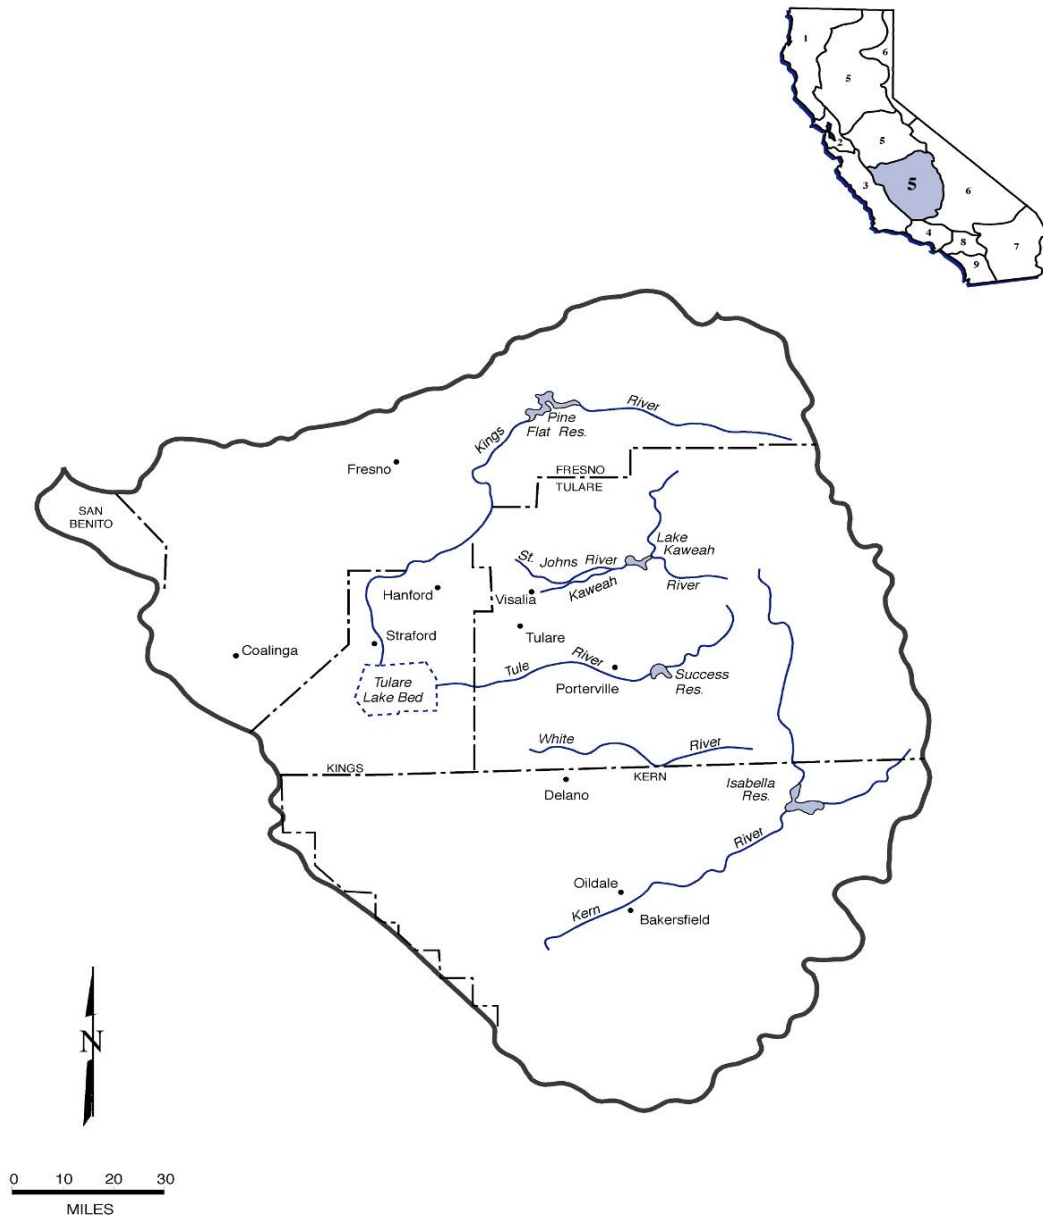 1
6
5
5
2
3
5
6
4
8
7
9
River
Pine
Flat Res.
Kings
Fresno
FRESNO
TULARE
SAN
BENITO
Lake
Kaweah
St. Johns River
Kaweah
River
Hanford
Visalia
Straford
Tulare
Coalinga
Tulare
Lake Bed
Tule
River
Porterville
Success
Res.
White
River
KINGS
KERN
Delano
Isabella
Res.
River
Oildale
Kern
Bakersfield
N
0 10 20 30
MILES